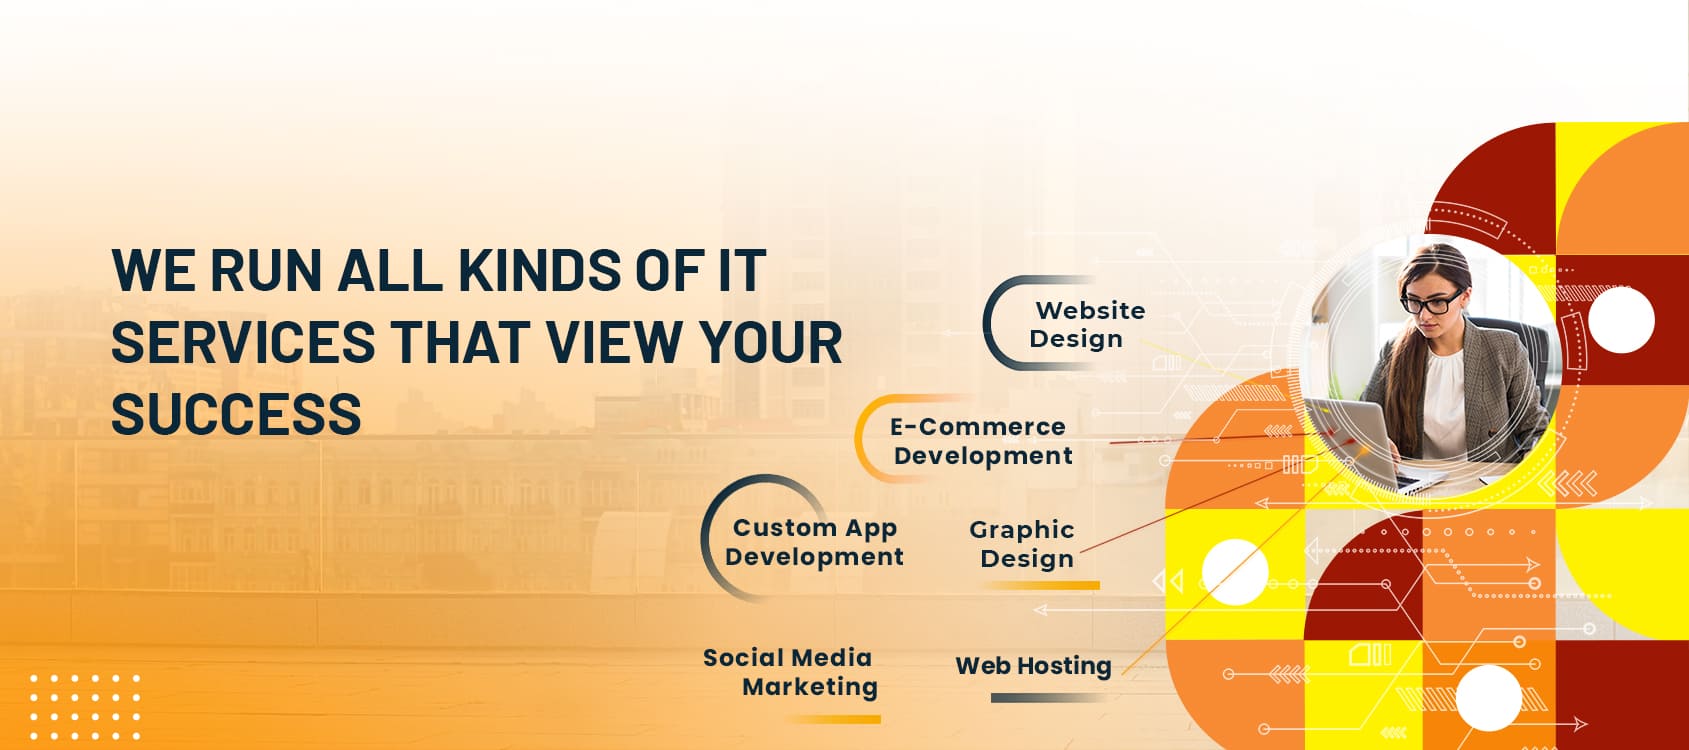 WE RUN ALL KINDS OF IT
SERVICES THAT VIEW YOUR
SUCCESS
Website
Design
E-Commerce
Development
Custom App
Development
Graphic
Design
Social Media
Marketing
Web Hosting